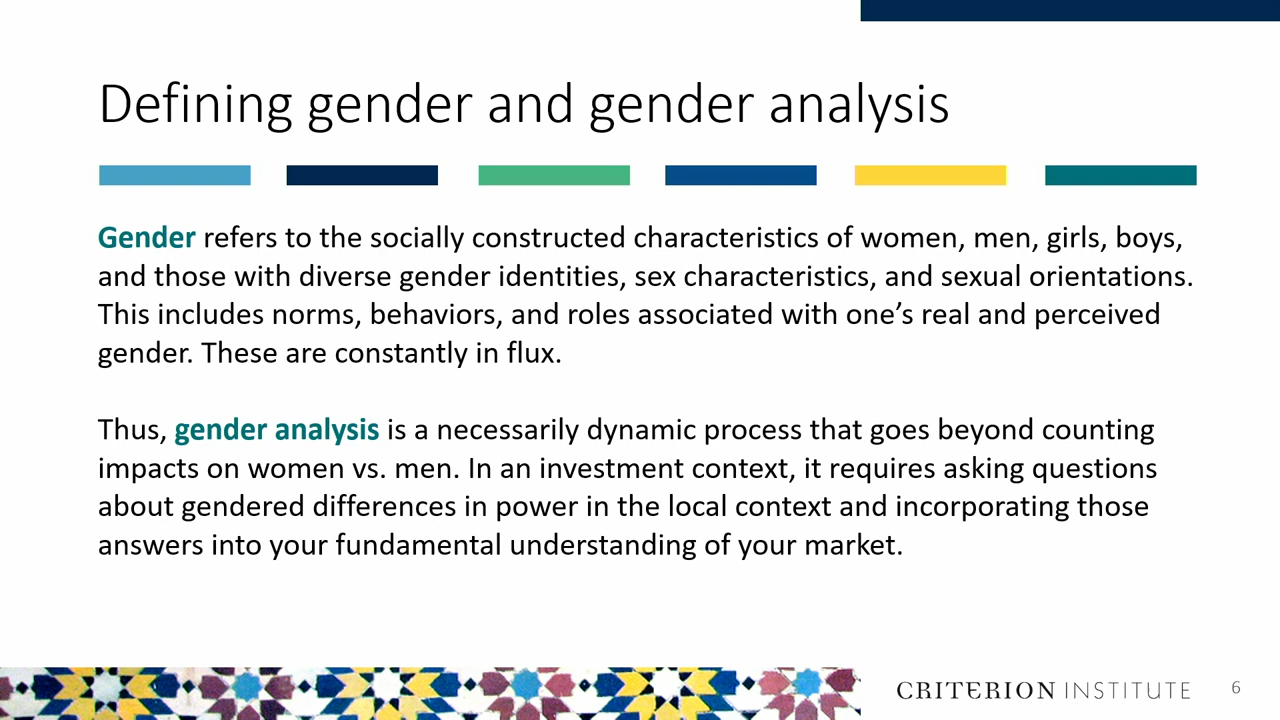 Defining gender and gender analysis
Gender refers to the socially constructed characteristics of women, men, girls, boys,
and those with diverse gender identities, sex characteristics, and sexual orientations.
This includes norms, behaviors, and roles associated with one’s real and perceived
gender. These are constantly in flux.
Thus, gender analysis is a necessarily dynamic process that goes beyond counting
impacts on women vs. men. In an investment context, it requires asking questions
about gendered differences in power in the local context and incorporating those
answers into your fundamental understanding of your market.
CRITERION INSTITUTE
6